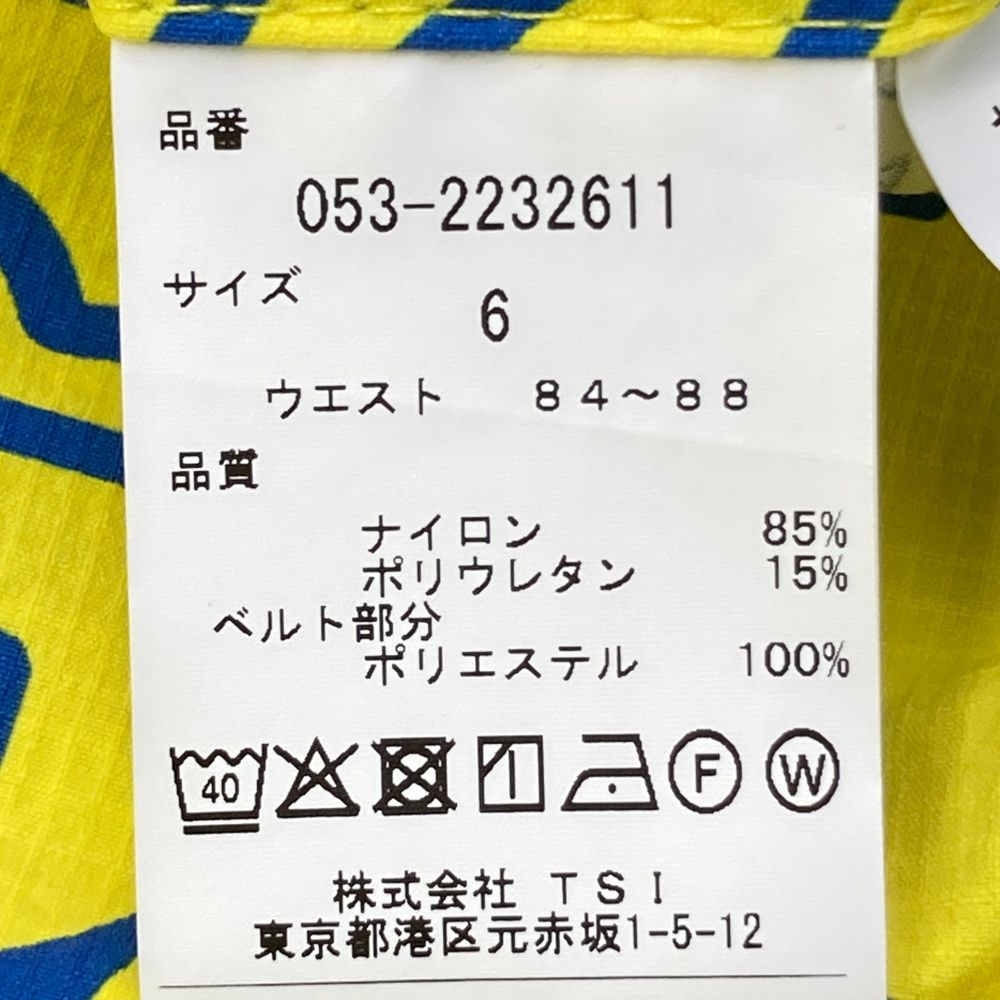 品番
053-2232611
サイズ
6
ウエスト 84～88
品質
ナイロン 85%
ポリウレタン 15%
ベルト部分
ポリエステル 100%
40 F W
株式会社 TSI
東京都港区元赤坂1-5-12